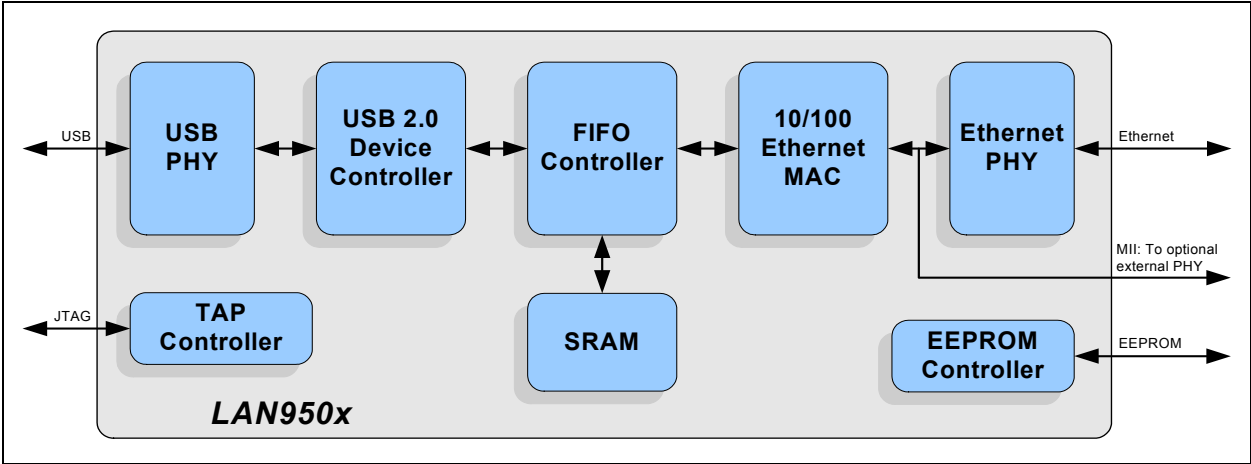 USB
USB
PHY
USB 2.0
Device
Controller
FIFO
Controller
10/100
Ethernet
MAC
Ethernet
PHY
Ethernet
MII: To optional
external PHY
JTAG
TAP
Controller
SRAM
EEPROM
Controller
EEPROM
LAN950x